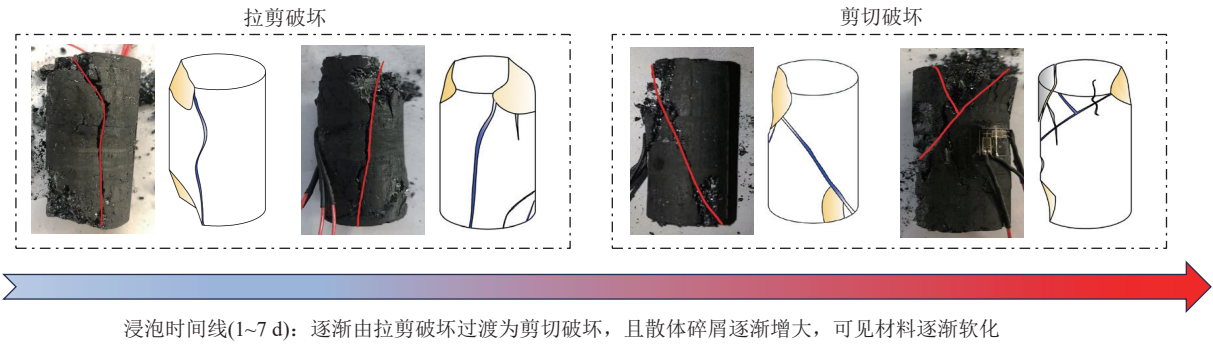 拉剪破坏
剪切破坏
浸泡时间线(1~7 d)：逐渐由拉剪破坏过渡为剪切破坏，且散体碎屑逐渐增大，可见材料逐渐软化